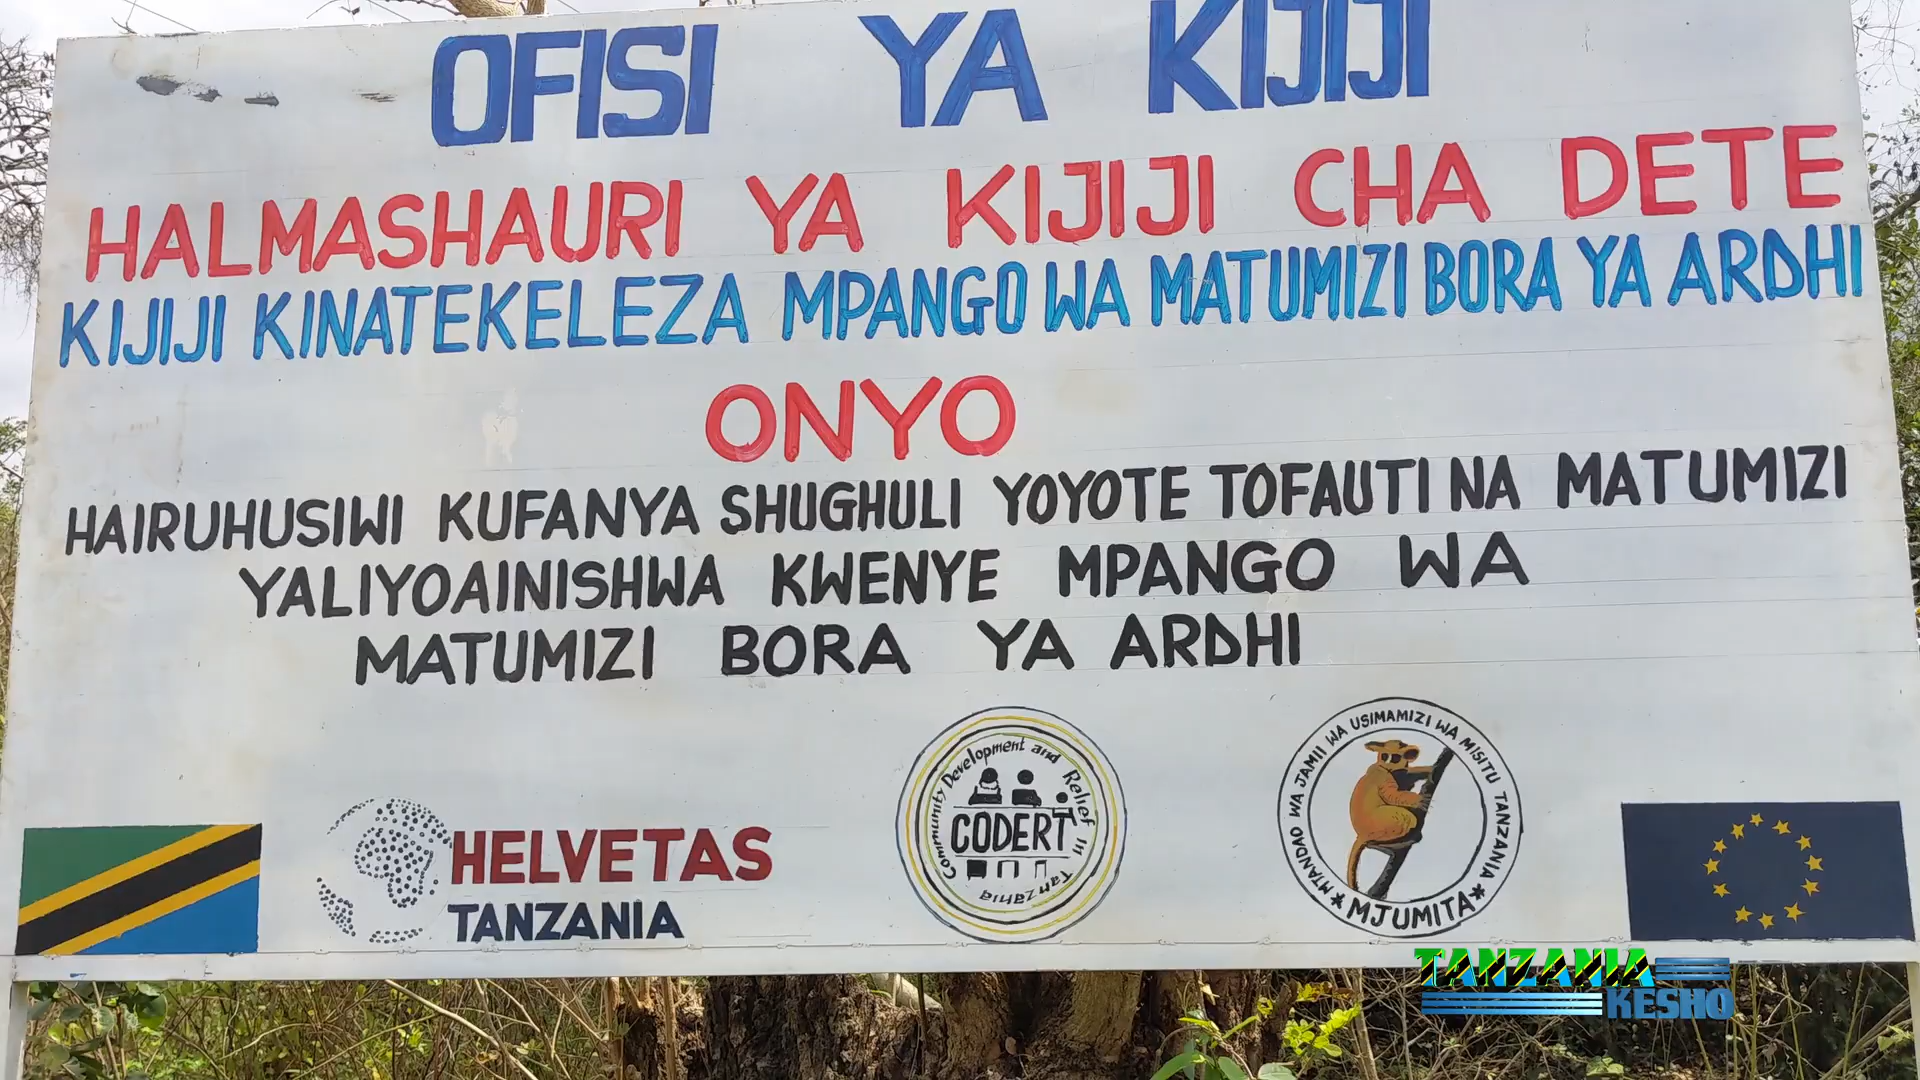 OFISI YA KIJIJI
HALMASHAURI YA KIJIJI CHA DETE
KIJIJI KINATEKELEZA MPANGO WA MATUMIZI BORA YA ARDHI
ONYO
HAIRUHUSIWI KUFANYA SHUGHULI YOYOTE TOFAUTI NA MATUMIZI
YALIYOAINISHWA KWENYE MPANGO WA
MATUMIZI BORA YA ARDHI
HELVETAS
TANZANIA
Community Development and Relief In Tanzania
CODERT
MTANDAO WA JAMII WA USIMAMIZI WA MISITU TANZANIA
* MJUMITA *
TANZANIA
KESHO